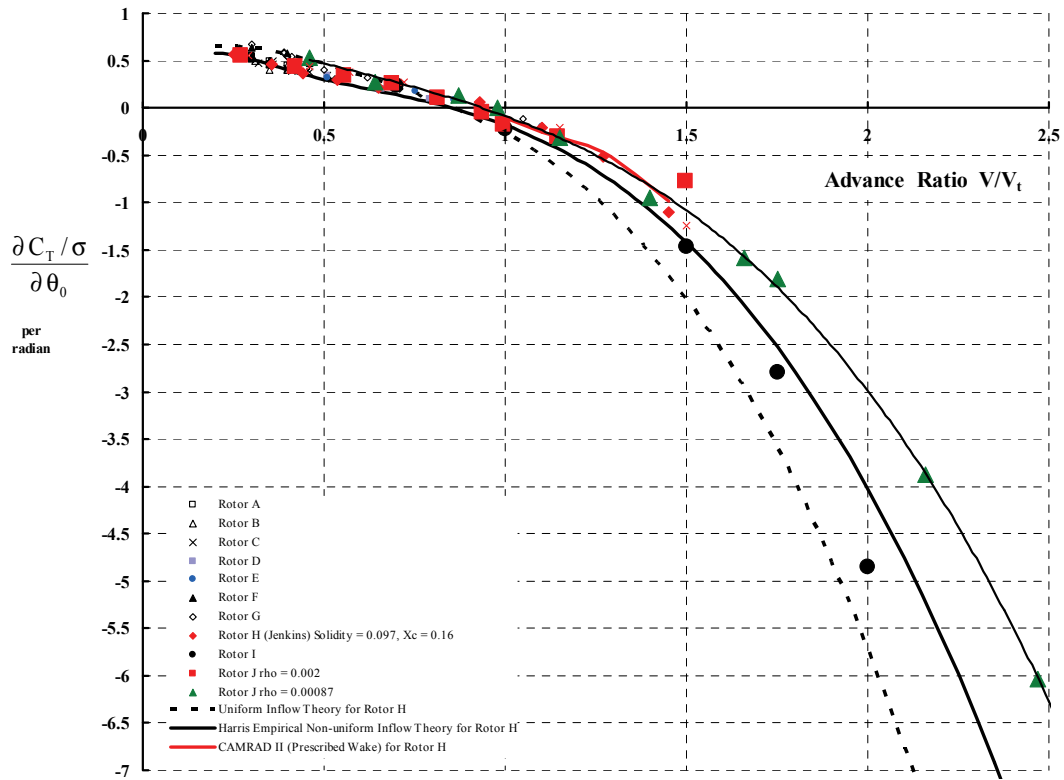 1
0.5
0
0
0.5
1
1.5
2
2.5
-0.5
Advance Ratio V/Vt
-1
∂ CT / σ
∂ θ0
-1.5
-2
per
radian
-2.5
-3
-3.5
-4
-4.5
-5
-5.5
-6
-6.5
-7
Rotor A
Rotor B
Rotor C
Rotor D
Rotor E
Rotor F
Rotor G
Rotor H (Jenkins) Solidity = 0.097, Xc = 0.16
Rotor I
Rotor J rho = 0.002
Rotor J rho = 0.00087
Uniform Inflow Theory for Rotor H
Harris Empirical Non-uniform Inflow Theory for Rotor H
CAMRAD II (Prescribed Wake) for Rotor H